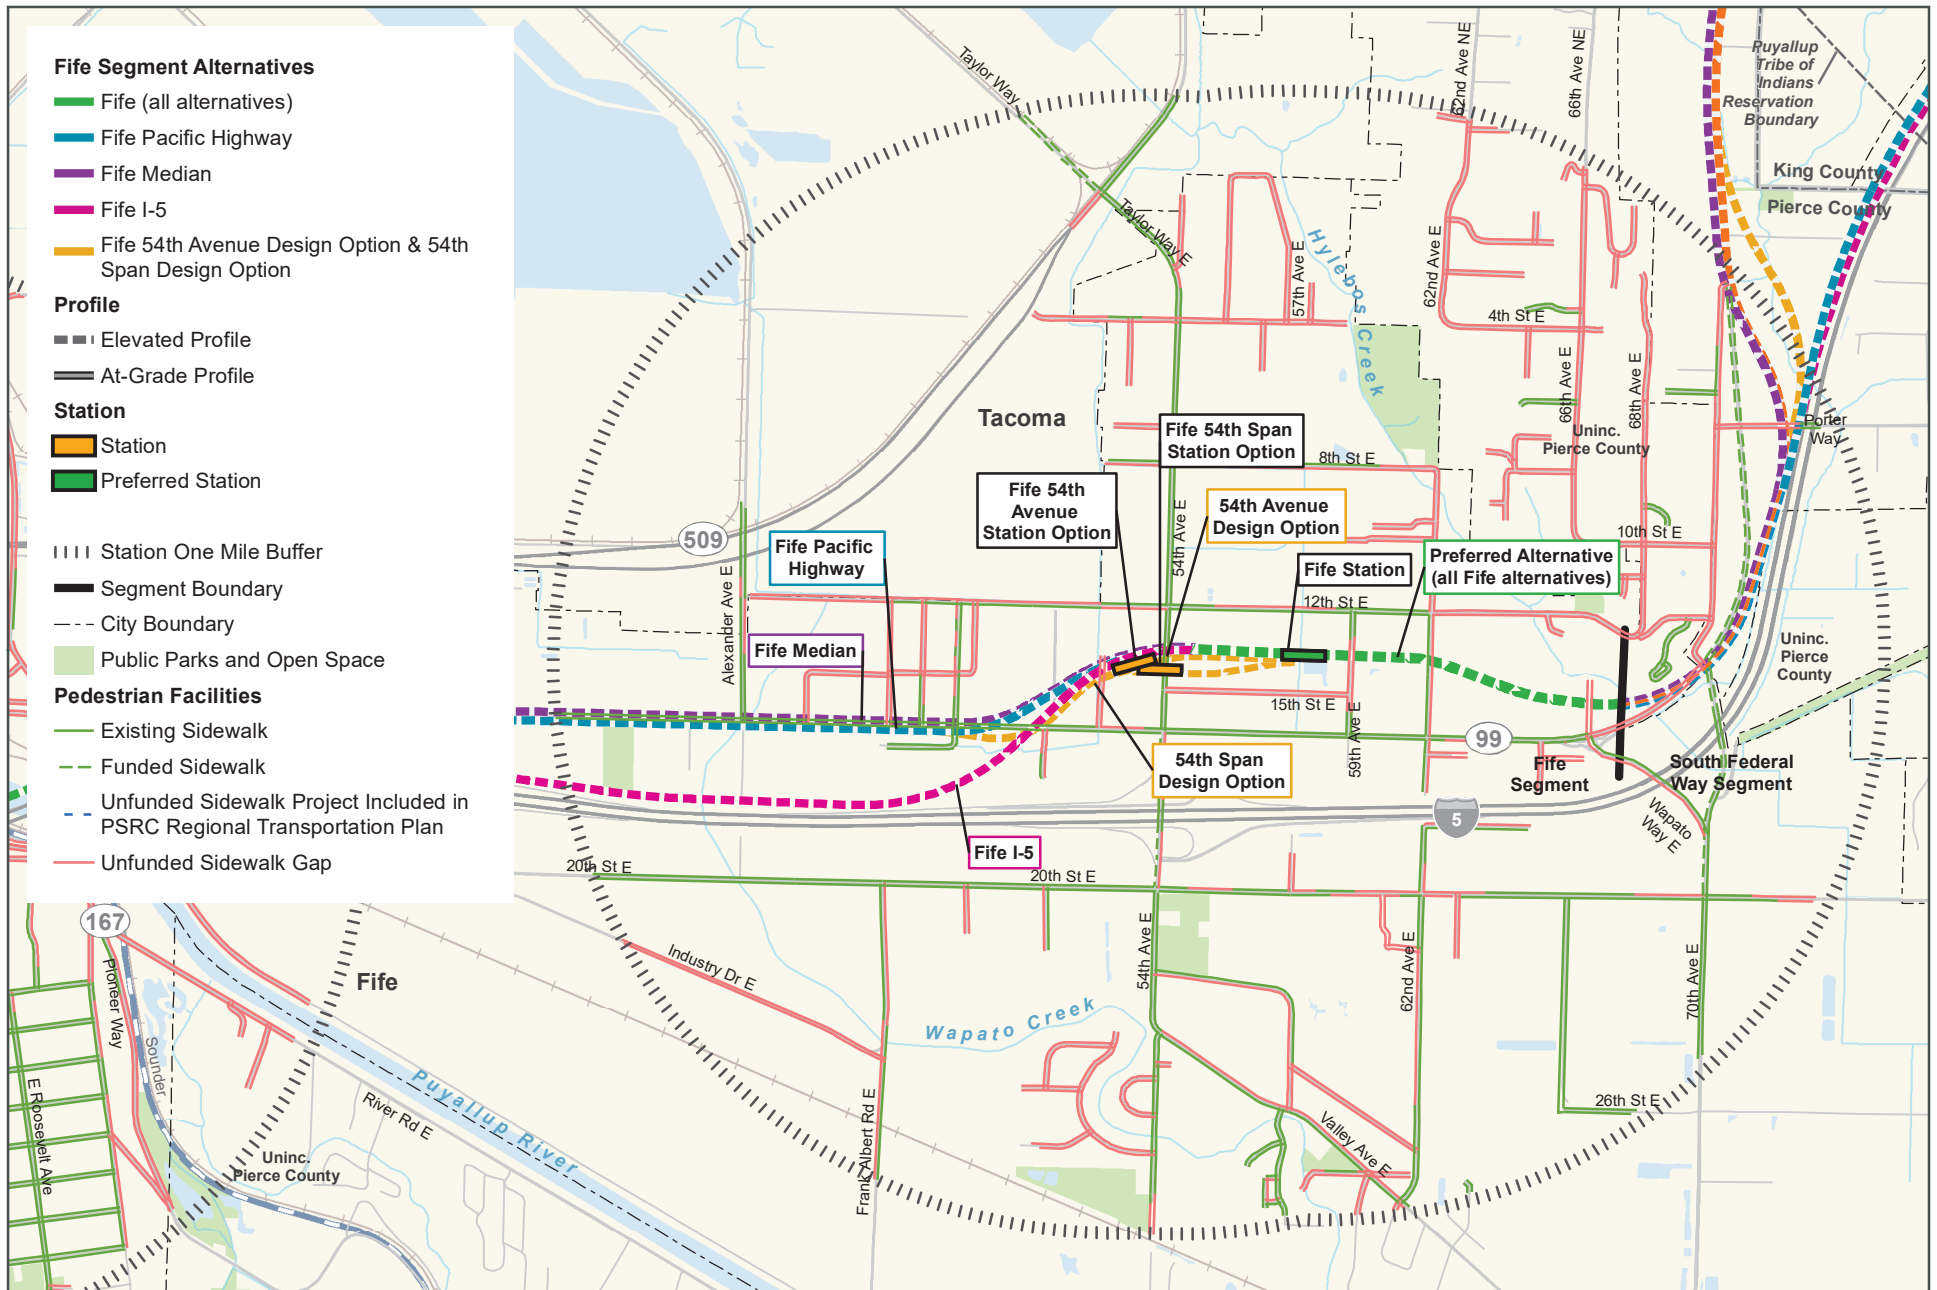 Fife Segment Alternatives
Fife (all alternatives)
Fife Pacific Highway
Fife Median
Fife I-5
Fife 54th Avenue Design Option & 54th
Span Design Option
Profile
Elevated Profile
At-Grade Profile
Station
Station
Preferred Station
Station One Mile Buffer
Segment Boundary
City Boundary
Public Parks and Open Space
Pedestrian Facilities
Existing Sidewalk
Funded Sidewalk
Unfunded Sidewalk Project Included in
PSRC Regional Transportation Plan
Unfunded Sidewalk Gap
Taylor Way
62nd Ave NE
66th Ave NE
Puyallup
Tribe of
Indians
Reservation
Boundary
King County
Pierce County
Taylor Way E
57th Ave E
Hylebos Creek
62nd Ave E
4th St E
66th Ave E
68th Ave E
Tacoma
Uninc.
Pierce County
Porter
Way
Fife 54th Span
Station Option
8th St E
Fife 54th
Avenue
Station Option
54th Ave E
54th Avenue
Design Option
10th St E
509
Fife Pacific
Highway
Fife Station
Preferred Alternative
(all Fife alternatives)
Alexander Ave E
12th St E
Fife Median
Uninc.
Pierce
County
15th St E
59th Ave E
99
54th Span
Design Option
Fife
Segment
South Federal
Way Segment
Wapato
Way E
5
Fife I-5
20th St E
20th St E
167
Pioneer Way
Sounder
E Roosevelt Ave
Fife
Industry Dr E
54th Ave E
62nd Ave E
70th Ave E
Wapato Creek
Puyallup River
River Rd E
Frank Albert Rd E
Valley Ave E
26th St E
Uninc.
Pierce County